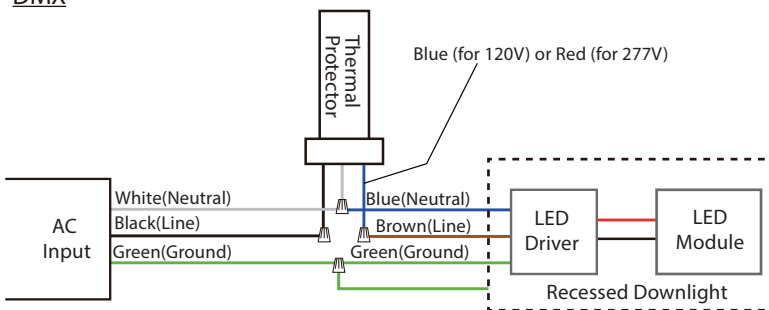 DMX
Thermal
Protector
Blue (for 120V) or Red (for 277V)
White(Neutral)
Blue(Neutral)
Black(Line)
Brown(Line)
Green(Ground)
Green(Ground)
AC
Input
LED
Driver
LED
Module
Recessed Downlight